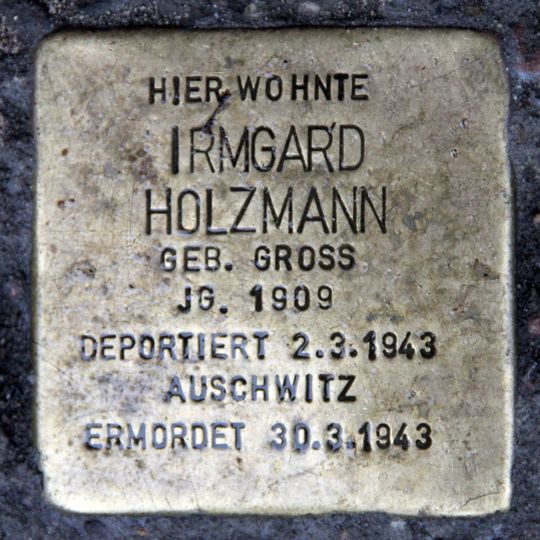 HIER WOHNTE
IRMGARD
HOLZMANN
GEB. GROSS
JG. 1909
DEPORTIERT 2.3.1943
AUSCHWITZ
ERMORDET 30.3.1943